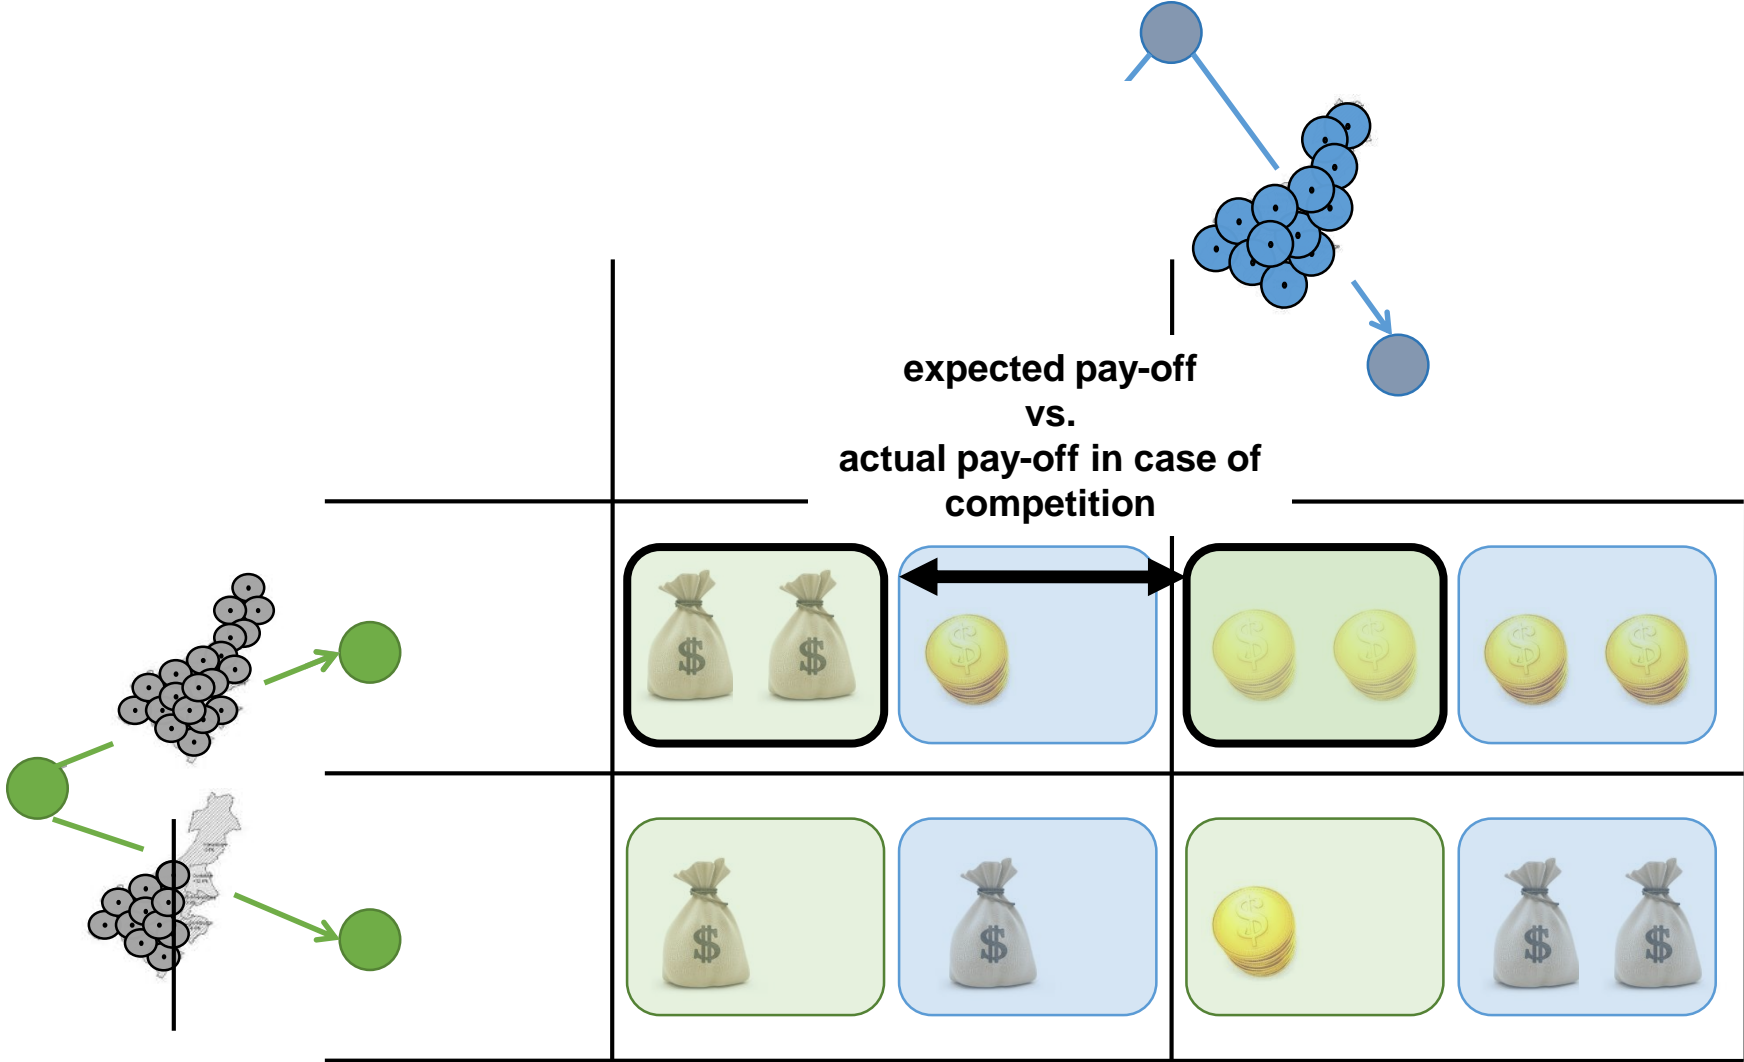 expected pay-off
vs.
actual pay-off in case of
competition
$ $
$
$ $
$ $
$
$
$
$ $